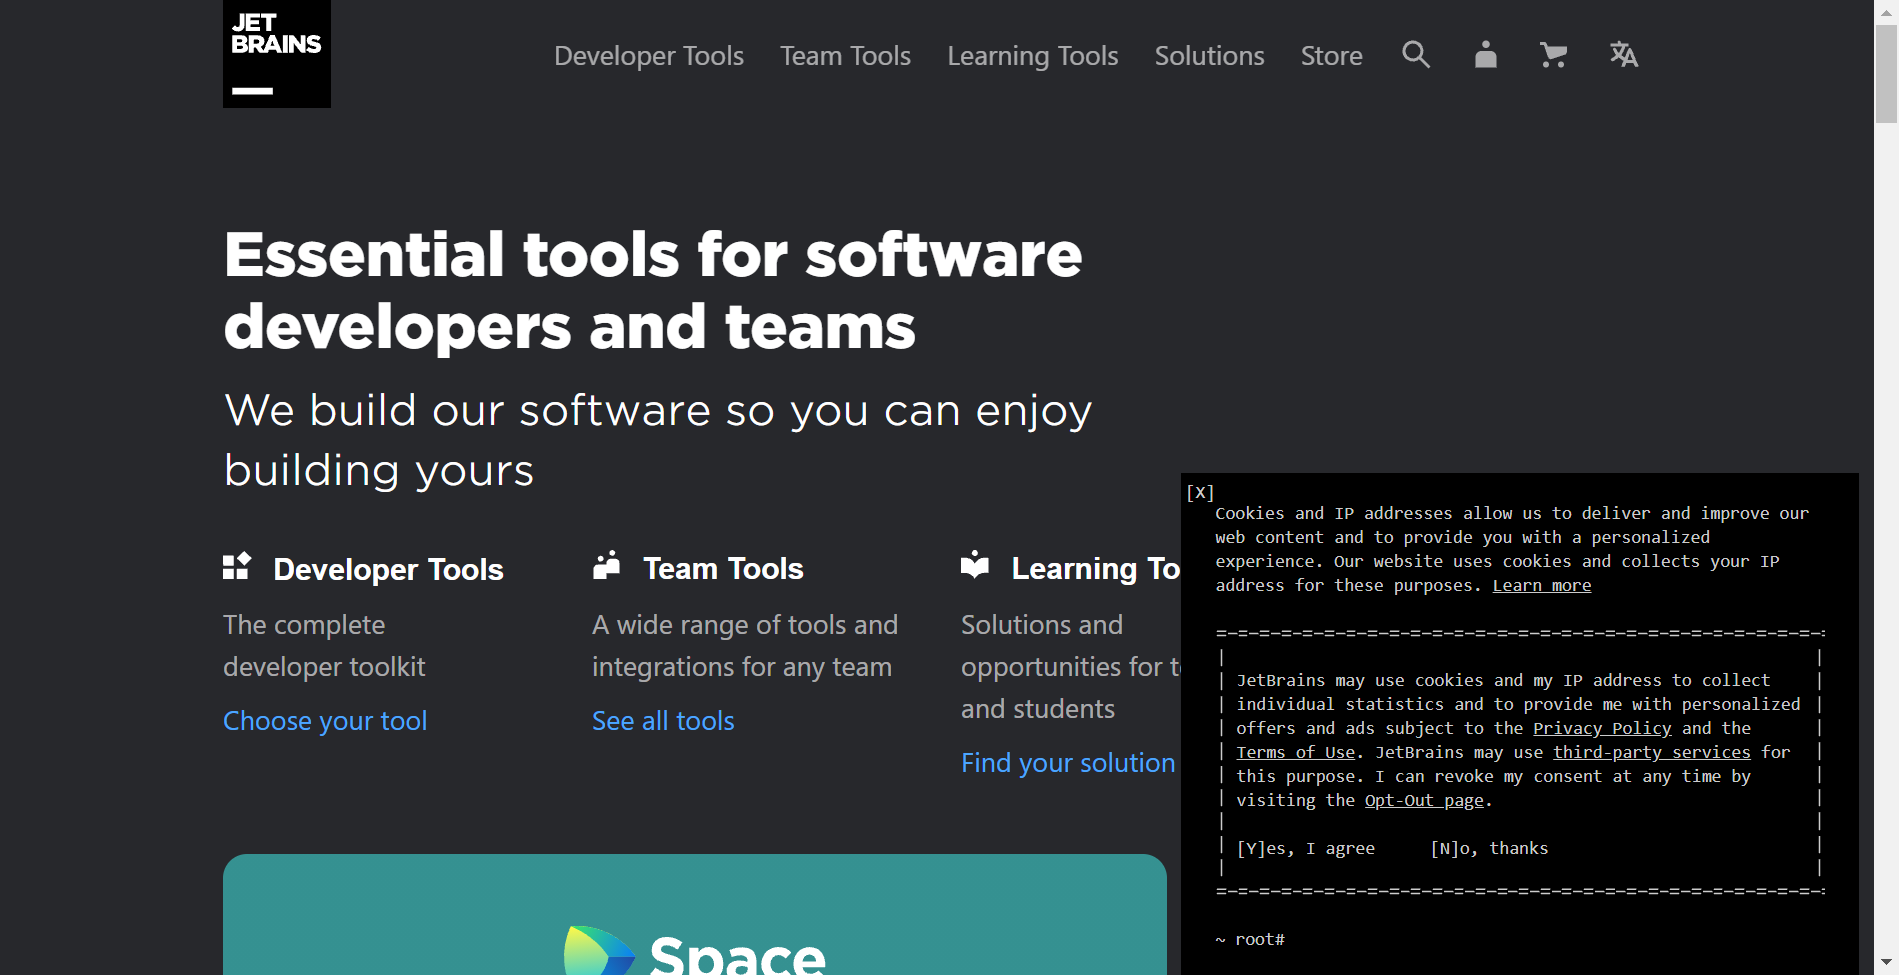 JET
BRAINS
Developer Tools
Team Tools
Learning Tools
Solutions
Store
Essential tools for software
developers and teams
We build our software so you can enjoy
building yours
Developer Tools
The complete
developer toolkit
Choose your tool
Team Tools
A wide range of tools and
integrations for any team
See all tools
Learning To
Solutions and
opportunities for t
and students
Find your solution
Space
[X]
Cookies and IP addresses allow us to deliver and improve our
web content and to provide you with a personalized
experience. Our website uses cookies and collects your IP
address for these purposes. Learn more
JetBrains may use cookies and my IP address to collect
individual statistics and to provide me with personalized
offers and ads subject to the Privacy Policy and the
Terms of Use. JetBrains may use third-party services for
this purpose. I can revoke my consent at any time by
visiting the Opt-Out page.
[Y]es, I agree [N]o, thanks
~ root#